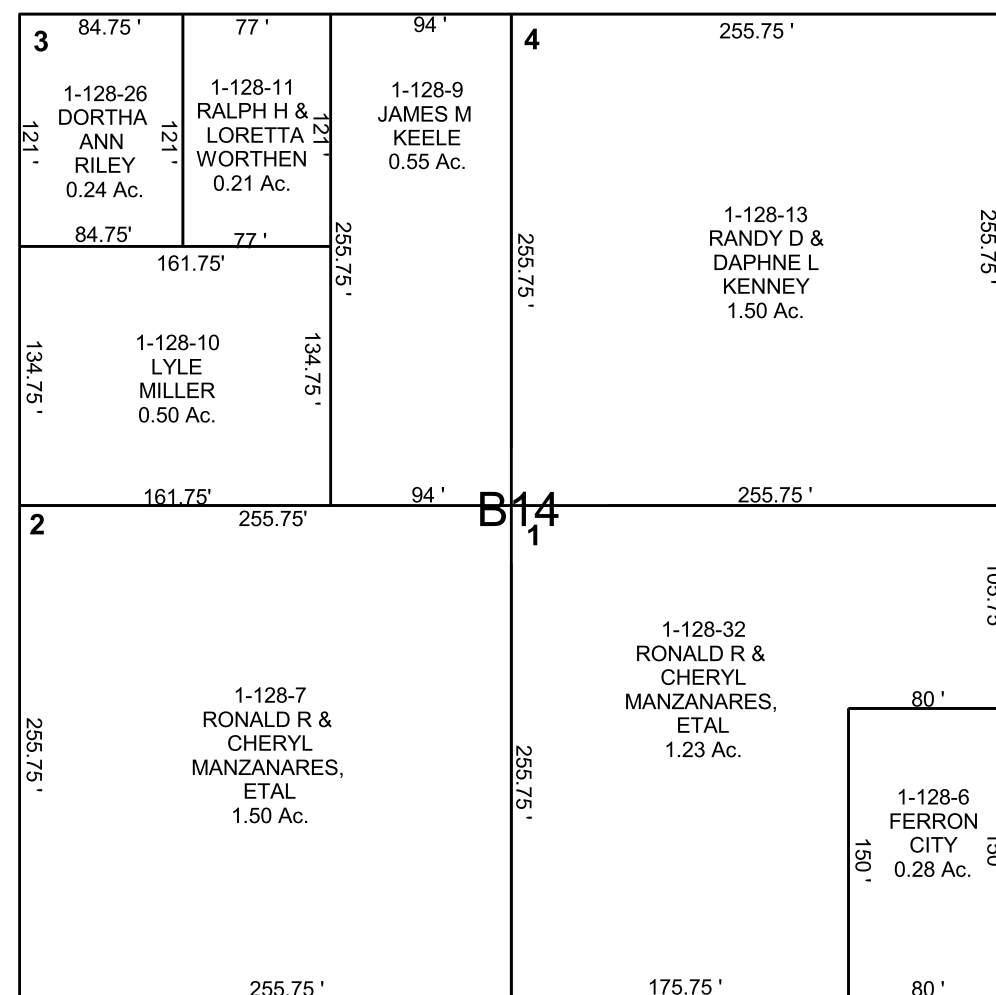 3
84.75 '
1-128-26
DORTHA
ANN
RILEY
0.24 Ac.
121 '
121 '
84.75'
77 '
1-128-11
RALPH H &
LORETTA
WORTHEN
0.21 Ac.
121'
77 '
94 '
1-128-9
JAMES M
KEELE
0.55 Ac.
255.75 '
94 '
161.75'
1-128-10
LYLE
MILLER
0.50 Ac.
134.75 '
134.75 '
161.75'
4
255.75 '
1-128-13
RANDY D &
DAPHNE L
KENNEY
1.50 Ac.
255.75 '
255.75 '
255.75 '
B14
2
255.75'
1-128-7
RONALD R &
CHERYL
MANZANARES,
ETAL
1.50 Ac.
255.75 '
255.75 '
1
1-128-32
RONALD R &
CHERYL
MANZANARES,
ETAL
1.23 Ac.
255.75 '
105.75
175.75 '
80 '
1-128-6
FERRON
CITY
0.28 Ac.
150 '
150
80 '